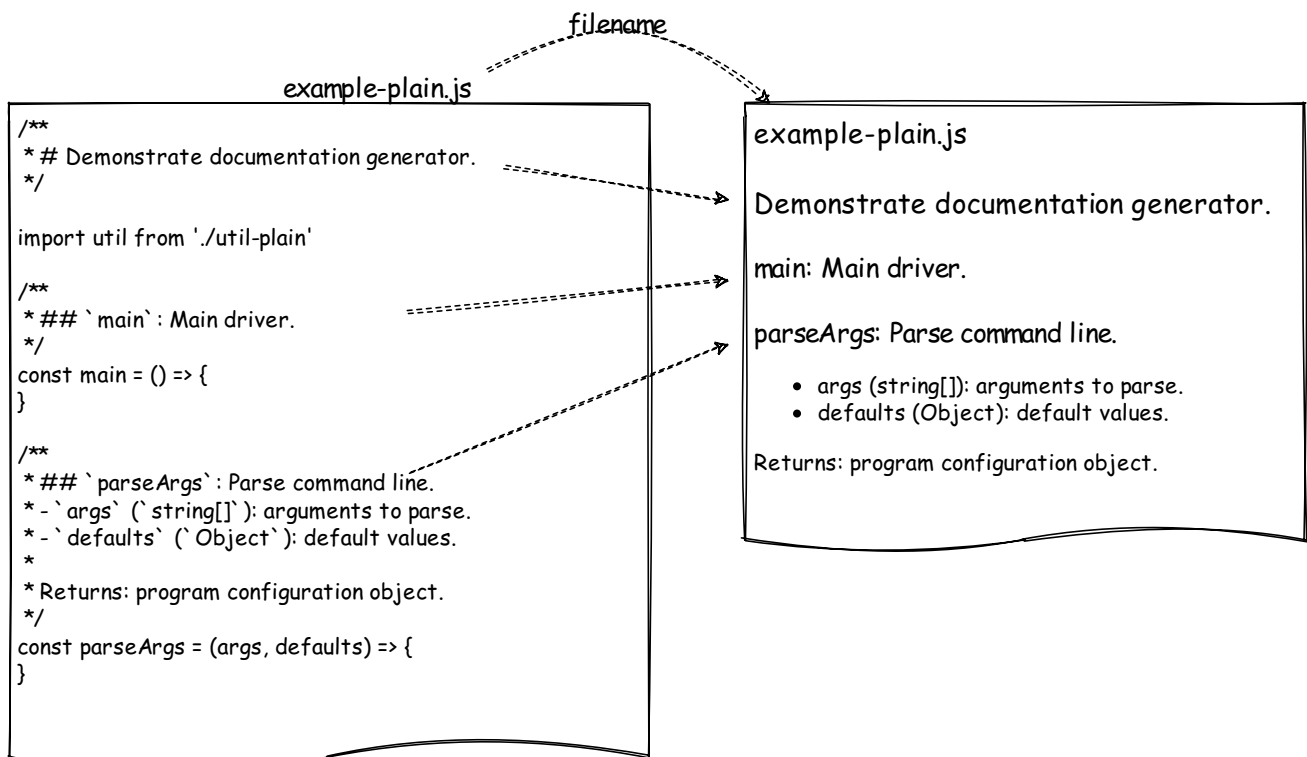 filename
example-plain.js
/**
* # Demonstrate documentation generator.
*/
import util from './util-plain'
/**
* ## `main`: Main driver.
*/
const main = () => {
}
/**
* ## `parseArgs`: Parse command line.
* - `args` (`string[]`): arguments to parse.
* - `defaults` (`Object`): default values.
*
* Returns: program configuration object.
*/
const parseArgs = (args, defaults) => {
}
example-plain.js
Demonstrate documentation generator.
main: Main driver.
parseArgs: Parse command line.
• args (string[]): arguments to parse.
• defaults (Object): default values.
Returns: program configuration object.